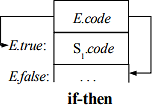 E.code
E.true: S1.code
E.false: . . .
if-then